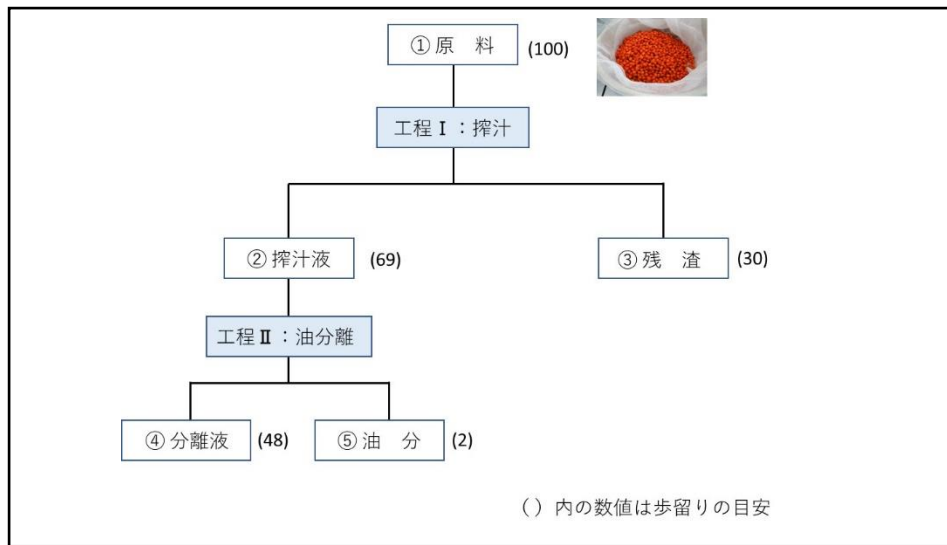 ①原　料 (100)
工程Ⅰ：搾汁
②搾汁液 (69)
③残　渣 (30)
工程Ⅱ：油分離
④分離液 (48)
⑤油　分 (2)
（）内の数値は歩留りの目安